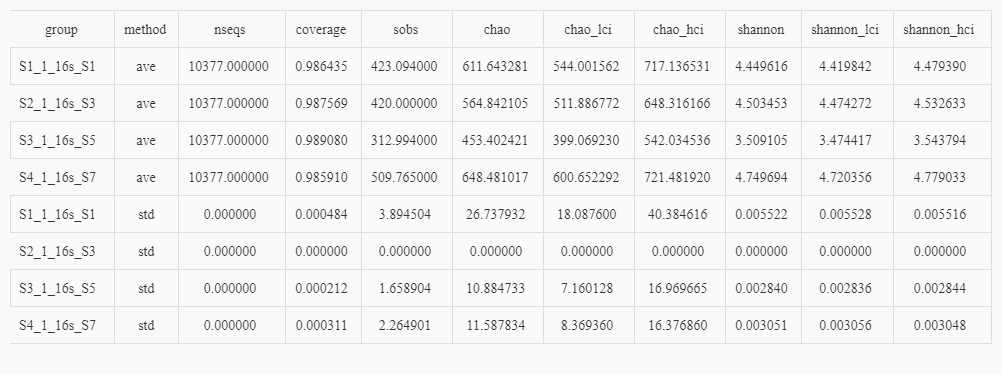 group method nseqs coverage sobs chao chao_lci chao_hci shannon shannon_lci shannon_hci
S1_1_16s_S1 ave 10377.000000 0.986435 423.094000 611.643281 544.001562 717.136531 4.449616 4.419842 4.479390
S2_1_16s_S3 ave 10377.000000 0.987569 420.000000 564.842105 511.886772 648.316166 4.503453 4.474272 4.532633
S3_1_16s_S5 ave 10377.000000 0.989080 312.994000 453.402421 399.069230 542.034536 3.509105 3.474417 3.543794
S4_1_16s_S7 ave 10377.000000 0.985910 509.765000 648.481017 600.652292 721.481920 4.749694 4.720356 4.779033
S1_1_16s_S1 std 0.000000 0.000484 3.894504 26.737932 18.087600 40.384616 0.005522 0.005528 0.005516
S2_1_16s_S3 std 0.000000 0.000000 0.000000 0.000000 0.000000 0.000000 0.000000 0.000000 0.000000
S3_1_16s_S5 std 0.000000 0.000212 1.658904 10.884733 7.160128 16.969665 0.002840 0.002836 0.002844
S4_1_16s_S7 std 0.000000 0.000311 2.264901 11.587834 8.369360 16.376860 0.003051 0.003056 0.003048